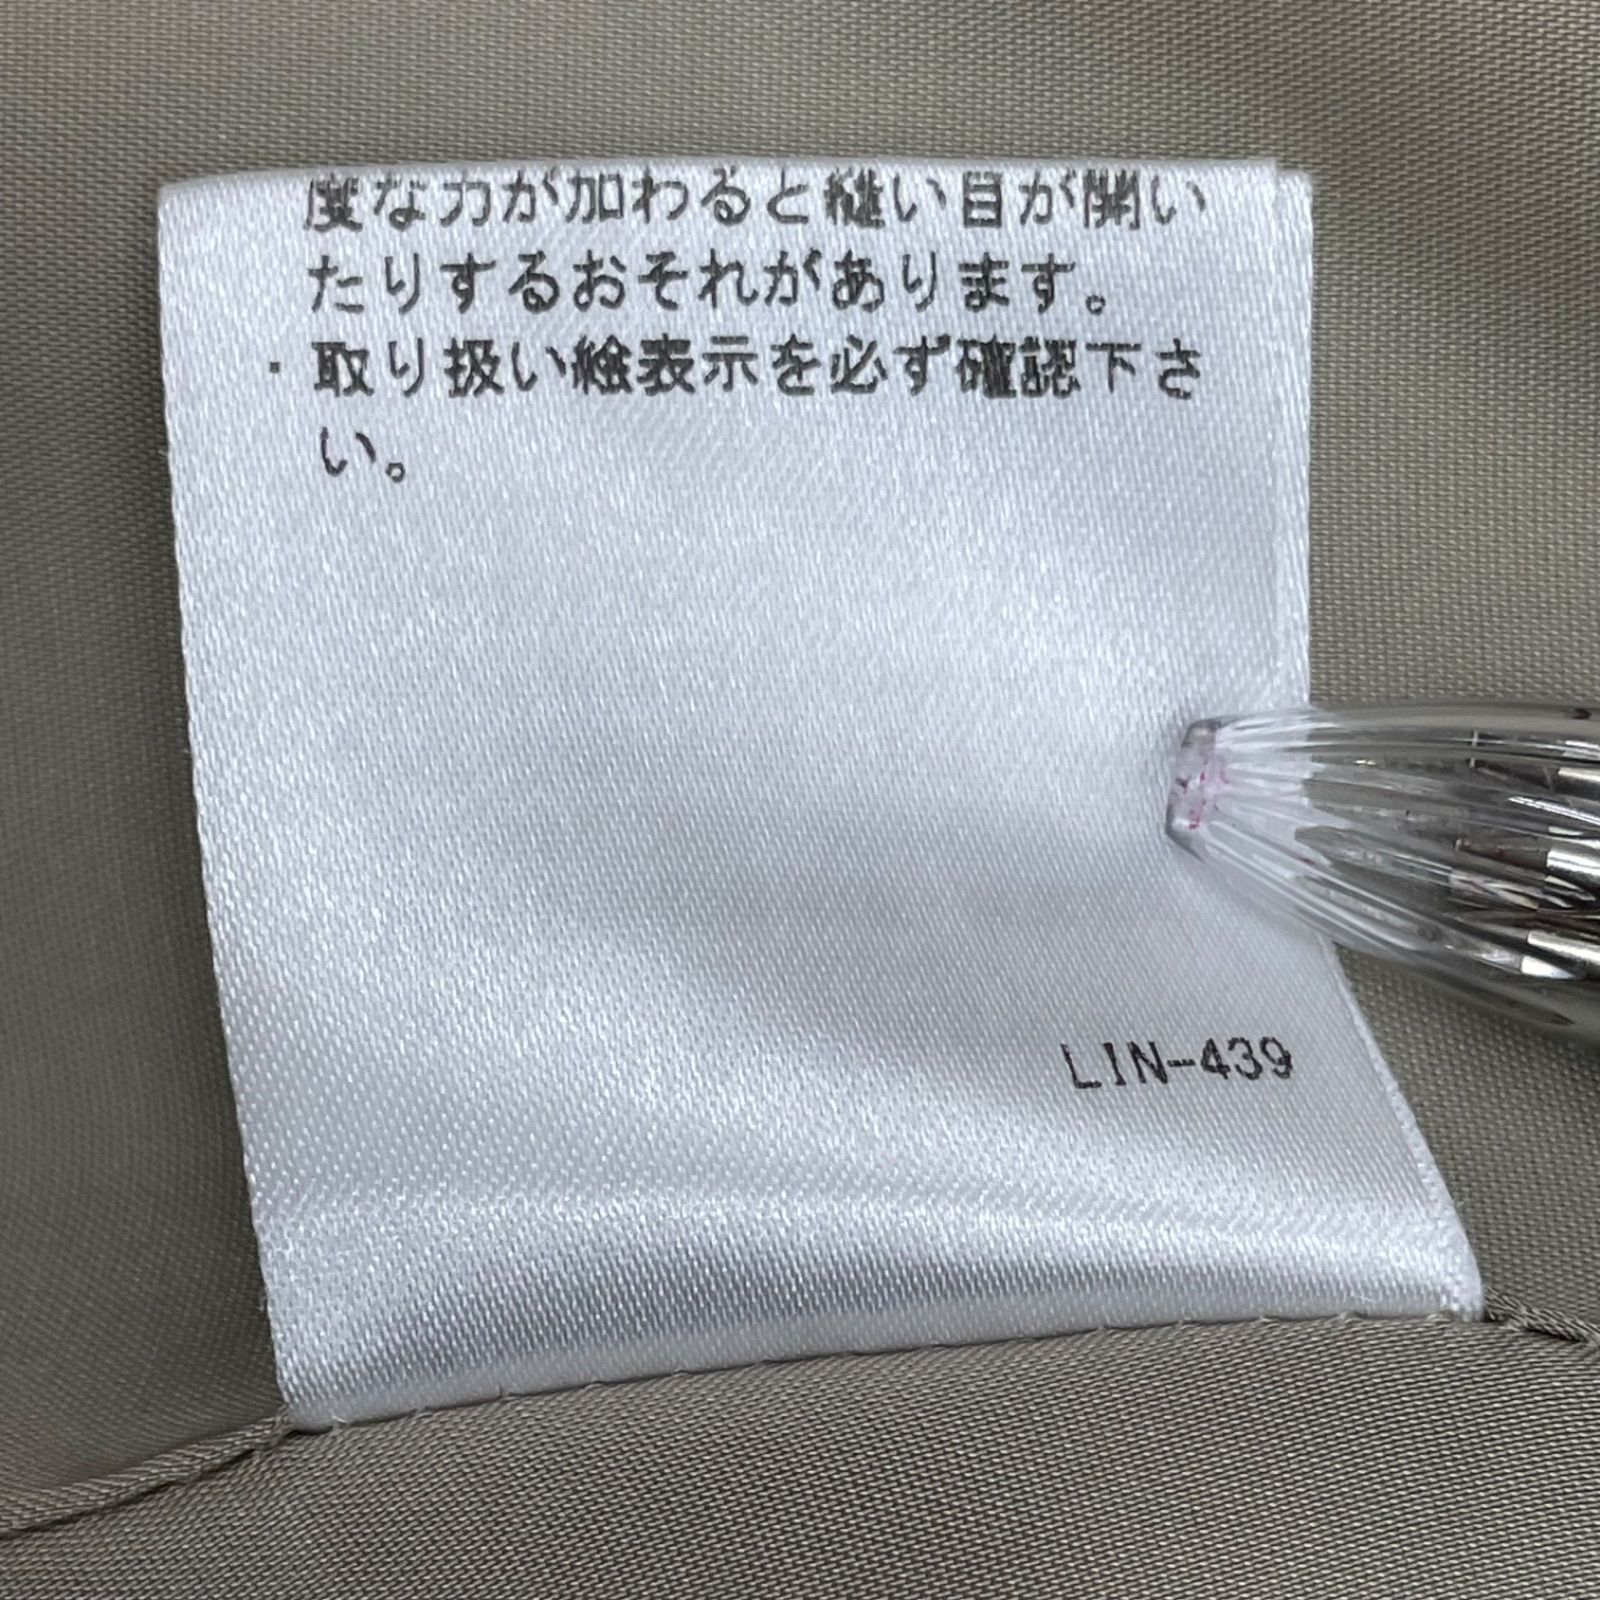 度な力が加わると縫い目が開い
たりするおそれがあります。
・取り扱い絵表示を必ず確認下さ
い。
LIN-439